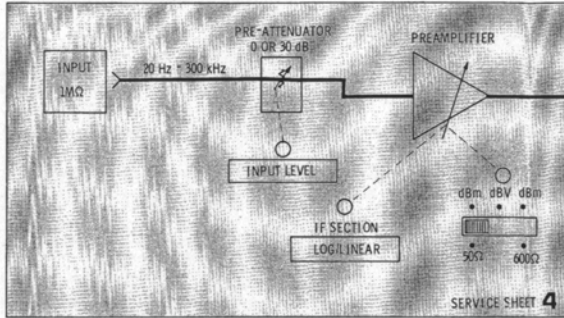 PRE-ATTENUATOR
0 OR 30 dB
PREAMPLIFIER
INPUT
1MΩ
20 Hz - 300 kHz
INPUT LEVEL
IF SECTION
LOG/LINEAR
dBm dBV dBm
50Ω 600Ω
SERVICE SHEET 4